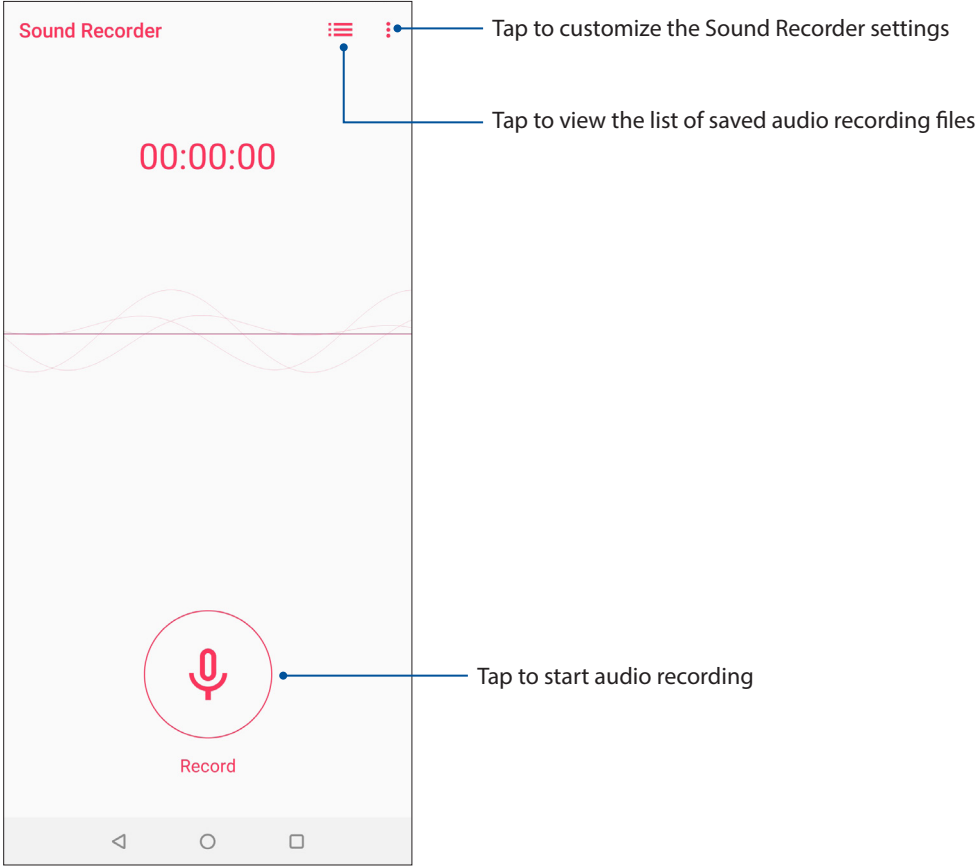 Sound Recorder
Tap to customize the Sound Recorder settings
Tap to view the list of saved audio recording files
00:00:00
Tap to start audio recording
Record